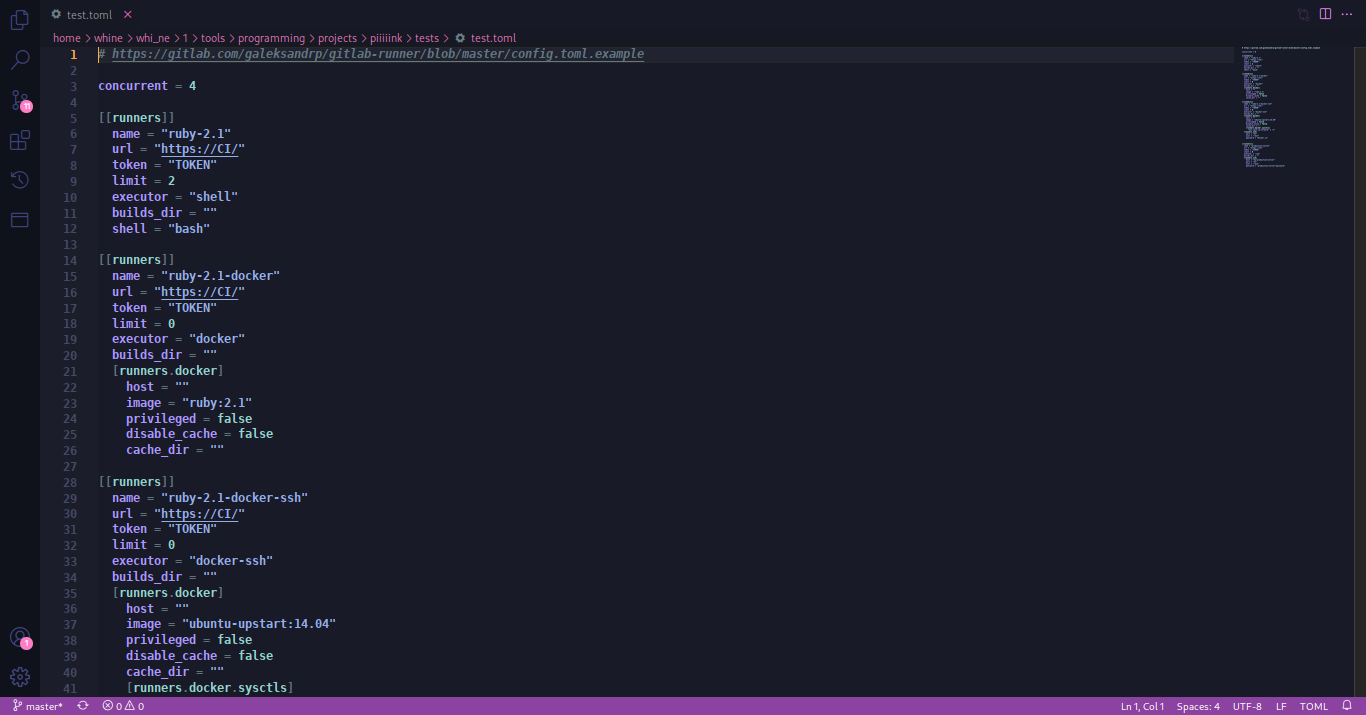 test.toml
home > whine > whi_ne > 1 > tools > programming > projects > piiiink > tests > test.toml
1 # https://gitlab.com/galeksandrp/gitlab-runner/blob/master/config.toml.example
2
3 concurrent = 4
4
5 [[runners]]
6   name = "ruby-2.1"
7   url = "https://CI/"
8   token = "TOKEN"
9   limit = 2
10   executor = "shell"
11   builds_dir = ""
12   shell = "bash"
13
14 [[runners]]
15   name = "ruby-2.1-docker"
16   url = "https://CI/"
17   token = "TOKEN"
18   limit = 0
19   executor = "docker"
20   builds_dir = ""
21   [runners.docker]
22     host = ""
23     image = "ruby:2.1"
24     privileged = false
25     disable_cache = false
26     cache_dir = ""
27
28 [[runners]]
29   name = "ruby-2.1-docker-ssh"
30   url = "https://CI/"
31   token = "TOKEN"
32   limit = 0
33   executor = "docker-ssh"
34   builds_dir = ""
35   [runners.docker]
36     host = ""
37     image = "ubuntu-upstart:14.04"
38     privileged = false
39     disable_cache = false
40     cache_dir = ""
41     [runners.docker.sysctls]
11
1
master* 0 0 Ln 1, Col 1 Spaces: 4 UTF-8 LF TOML